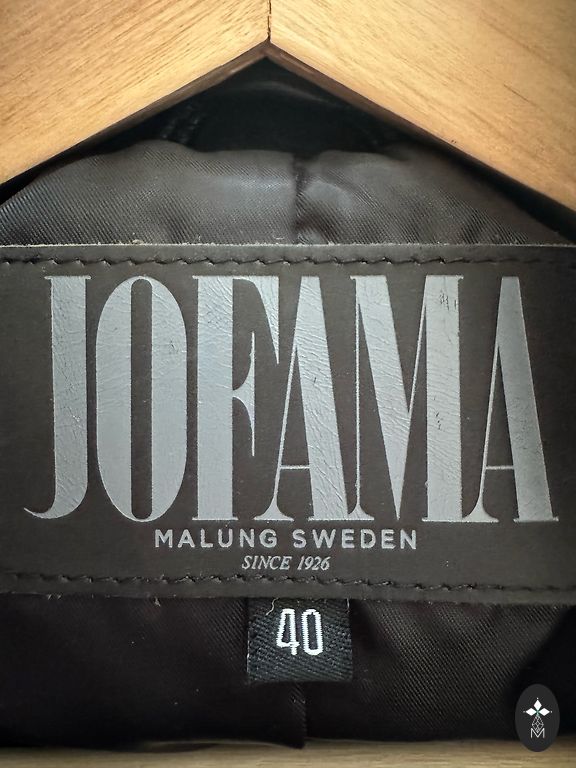 JOFAMA
MALUNG SWEDEN
SINCE 1926
40
M